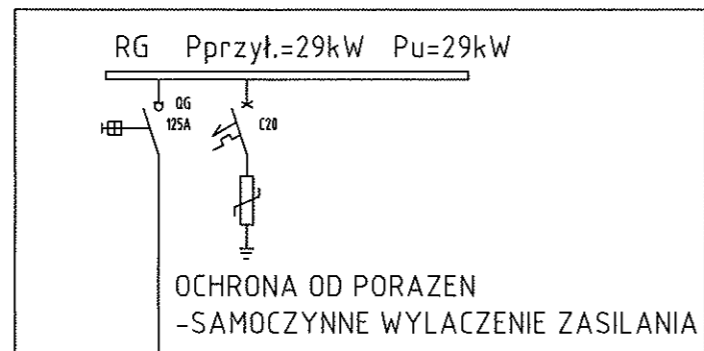 RG Pprzył.=29kW Pu=29kW
QG
125A
C20
OCHRONA OD PORAZEN
-SAMOCZYNNE WYLACZENIE ZASILANIA